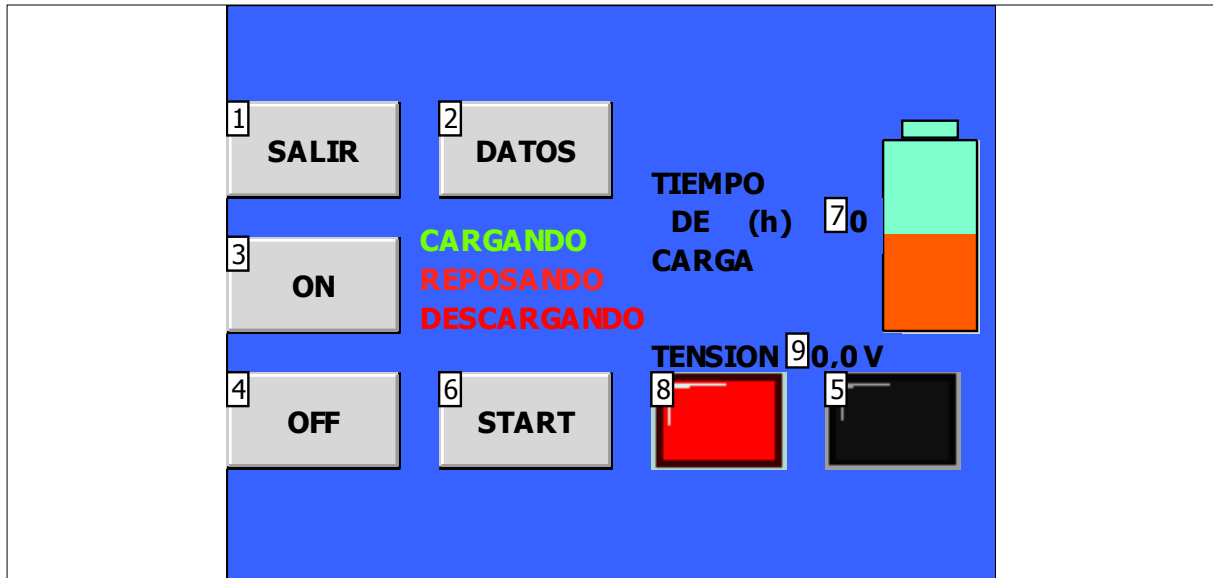 1
SALIR
2
DATOS
TIEMPO
DE (h) 7 0
CARGA
3
ON
CARGANDO
REPOSANDO
DESCARGANDO
TENSION 9 0,0 V
4
OFF
6
START
8
5